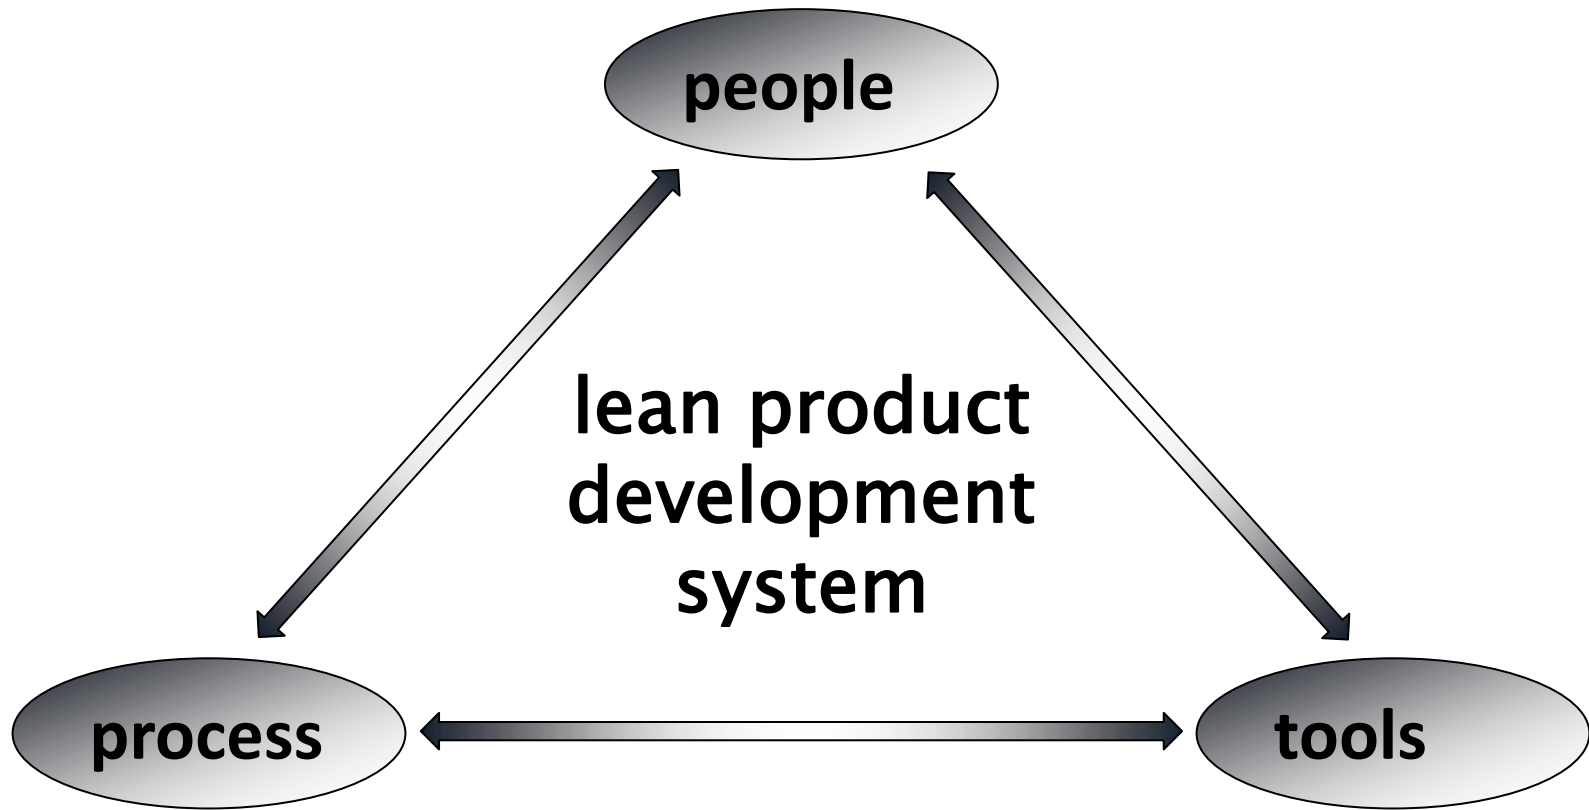 people
lean product
development
system
process
tools